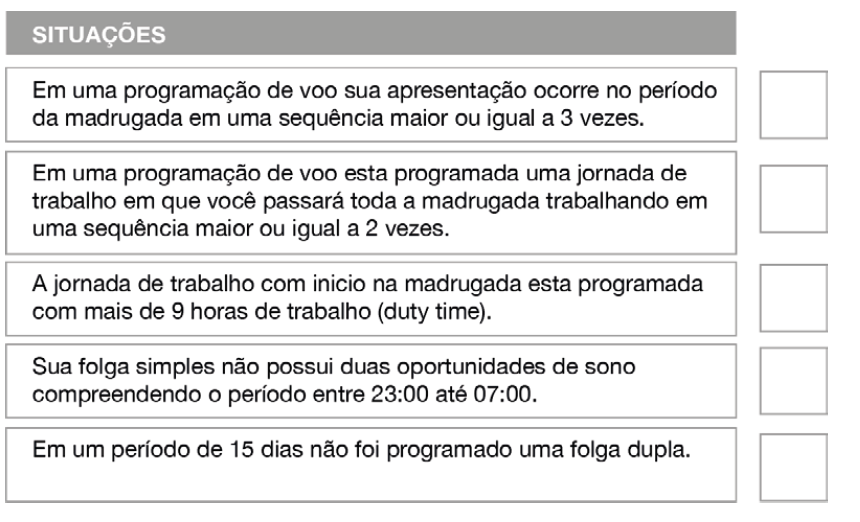 SITUAÇÕES
Em uma programação de voo sua apresentação ocorre no período
da madrugada em uma sequência maior ou igual a 3 vezes.
Em uma programação de voo esta programada uma jornada de
trabalho em que você passará toda a madrugada trabalhando em
uma sequência maior ou igual a 2 vezes.
A jornada de trabalho com inicio na madrugada esta programada
com mais de 9 horas de trabalho (duty time).
Sua folga simples não possui duas oportunidades de sono
compreendendo o período entre 23:00 até 07:00.
Em um período de 15 dias não foi programado uma folga dupla.